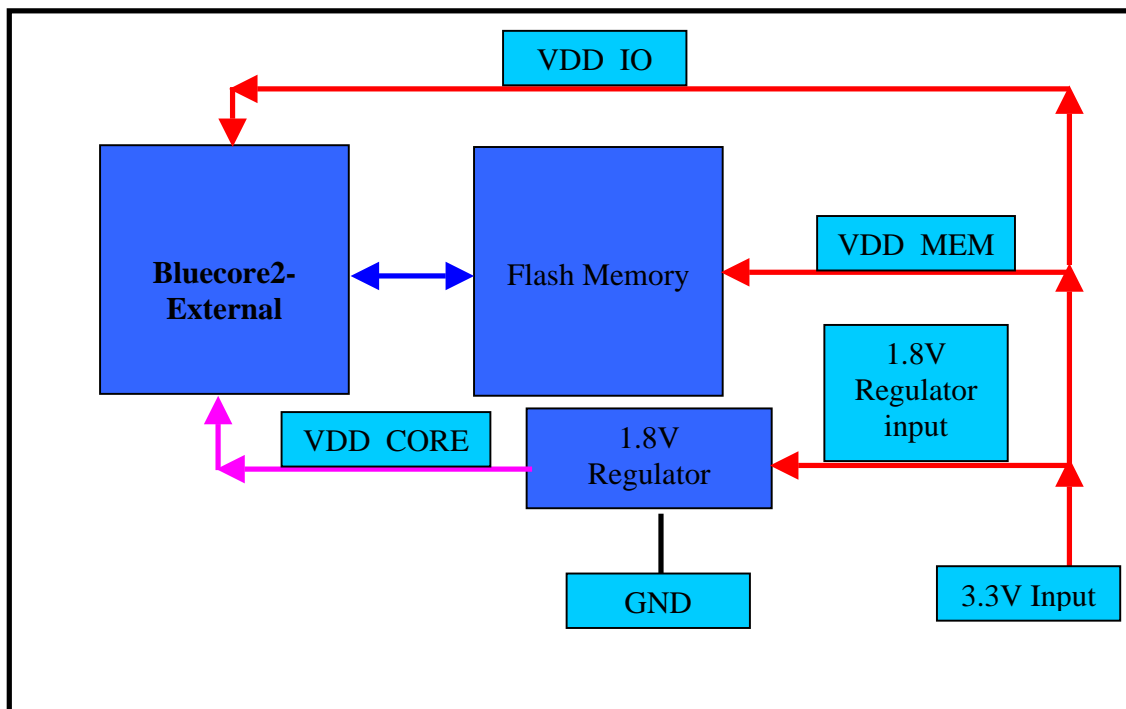 VDD IO
Bluecore2-
External
Flash Memory
VDD MEM
1.8V
Regulator
input
VDD CORE
1.8V
Regulator
GND
3.3V Input